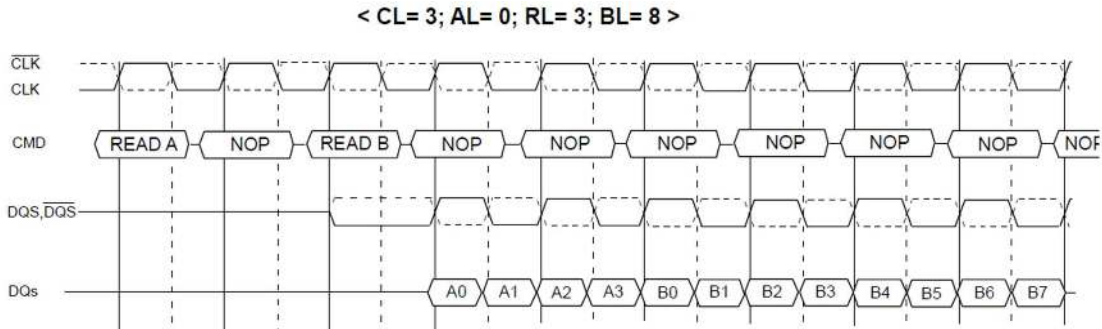 < CL= 3; AL= 0; RL= 3; BL= 8 >
CLK
CLK
CMD READ A NOP READ B NOP NOP NOP NOP NOP NOP NOP
DQS,DQS
DQs A0 A1 A2 A3 B0 B1 B2 B3 B4 B5 B6 B7